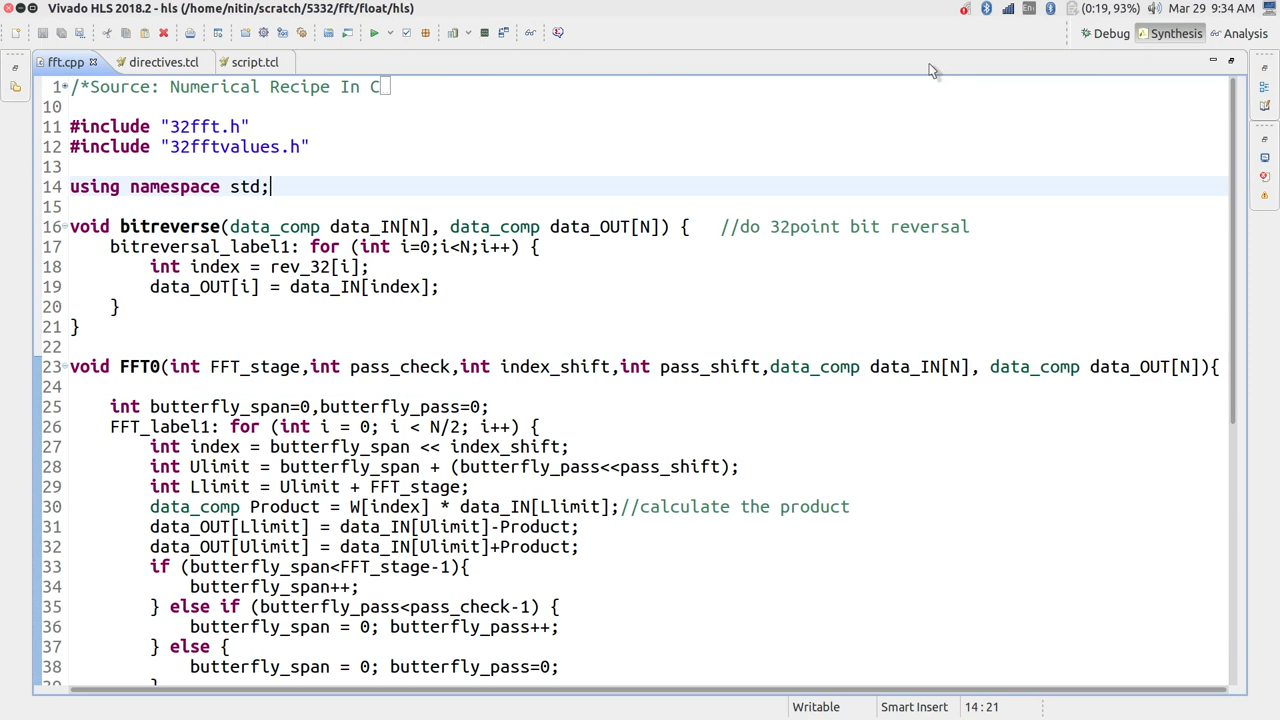 Vivado HLS 2018.2 - hls (/home/nitin/scratch/5332/fft/float/hls)
En
(0:19, 93%)
Mar 29 9:34 AM
Debug
Synthesis
Analysis
fft.cpp
directives.tcl
script.tcl
1 /*Source: Numerical Recipe In C
10
11 #include "32fft.h"
12 #include "32fftvalues.h"
13
14 using namespace std;
15
16 void bitreverse(data_comp data_IN[N], data_comp data_OUT[N]) { //do 32point bit reversal
17 bitreversal_label1: for (int i=0;i<N;i++) {
18 int index = rev_32[i];
19 data_OUT[i] = data_IN[index];
20 }
21 }
22
23 void FFT0(int FFT_stage,int pass_check,int index_shift,int pass_shift,data_comp data_IN[N], data_comp data_OUT[N]){
24
25 int butterfly_span=0,butterfly_pass=0;
26 FFT_label1: for (int i = 0; i < N/2; i++) {
27 int index = butterfly_span << index_shift;
28 int Ulimit = butterfly_span + (butterfly_pass<<pass_shift);
29 int Llimit = Ulimit + FFT_stage;
30 data_comp Product = W[index] * data_IN[Llimit];//calculate the product
31 data_OUT[Llimit] = data_IN[Ulimit]-Product;
32 data_OUT[Ulimit] = data_IN[Ulimit]+Product;
33 if (butterfly_span<FFT_stage-1){
34 butterfly_span++;
35 } else if (butterfly_pass<pass_check-1) {
36 butterfly_span = 0; butterfly_pass++;
37 } else {
38 butterfly_span = 0; butterfly_pass=0;
Writable
Smart Insert
14:21